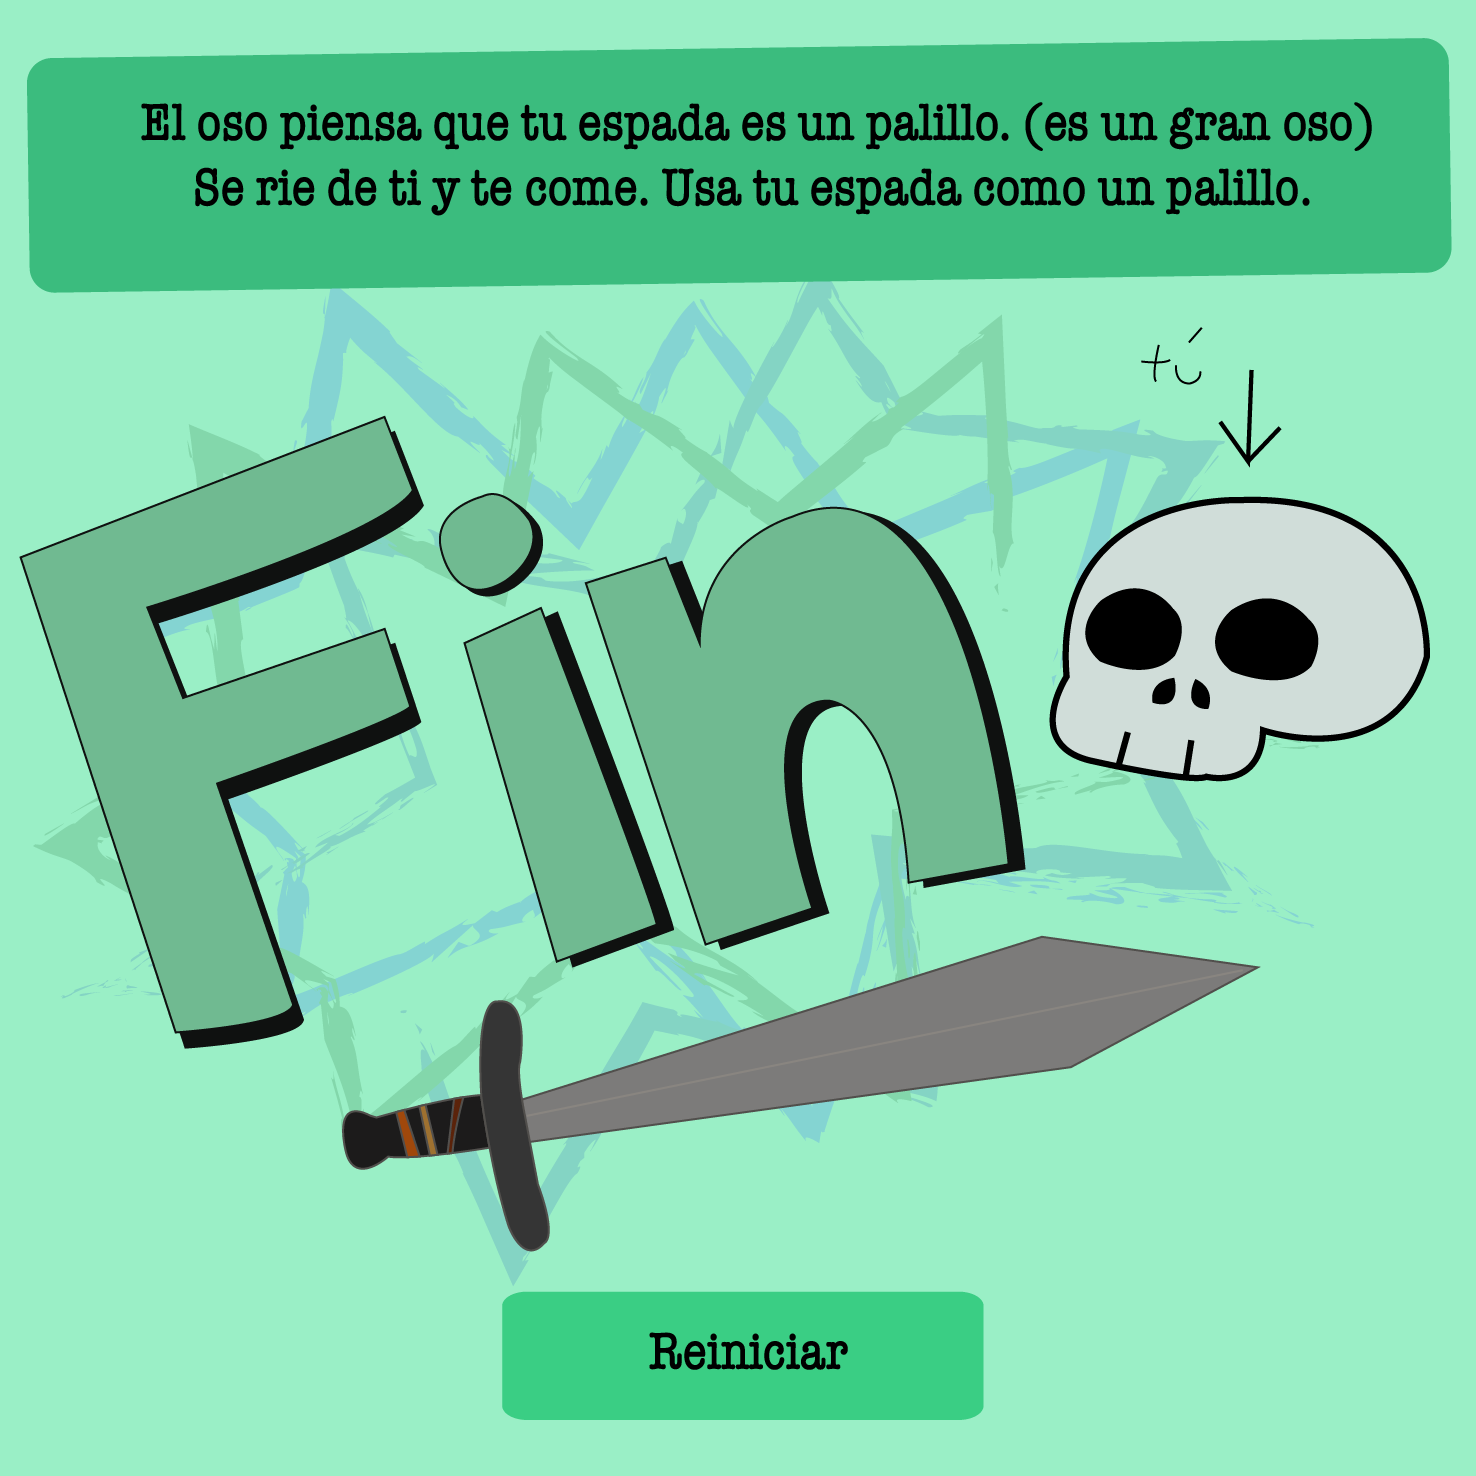 El oso piensa que tu espada es un palillo. (es un gran oso)
Se rie de ti y te come. Usa tu espada como un palillo.
tú
Fin
Reiniciar